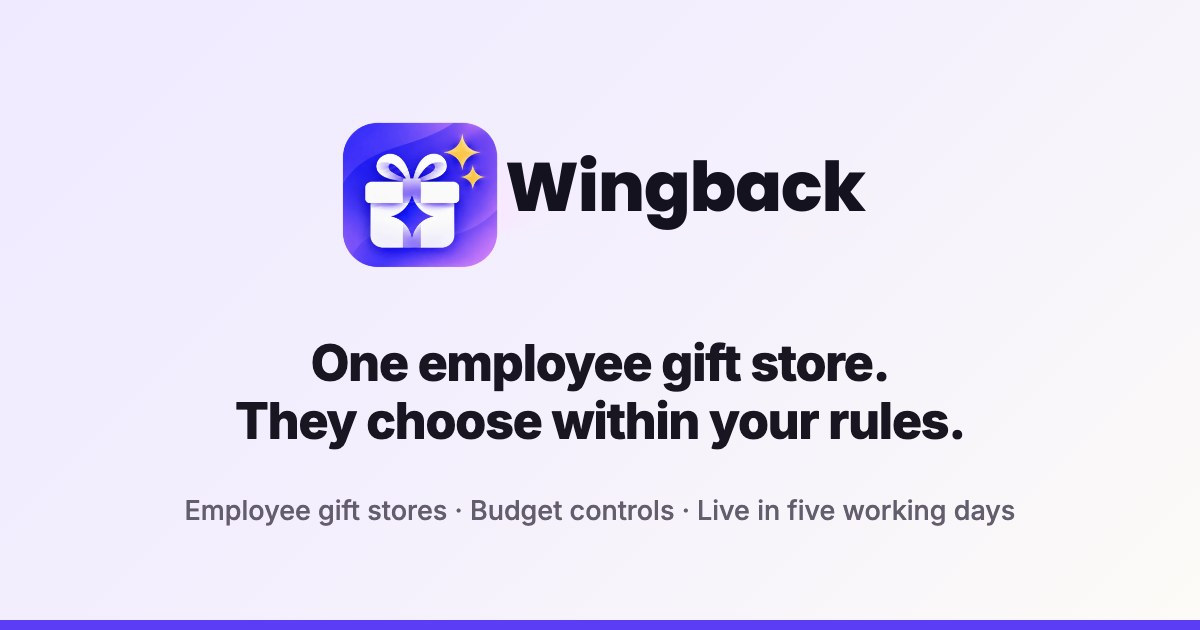 Wingback
One employee gift store.
They choose within your rules.
Employee gift stores · Budget controls · Live in five working days